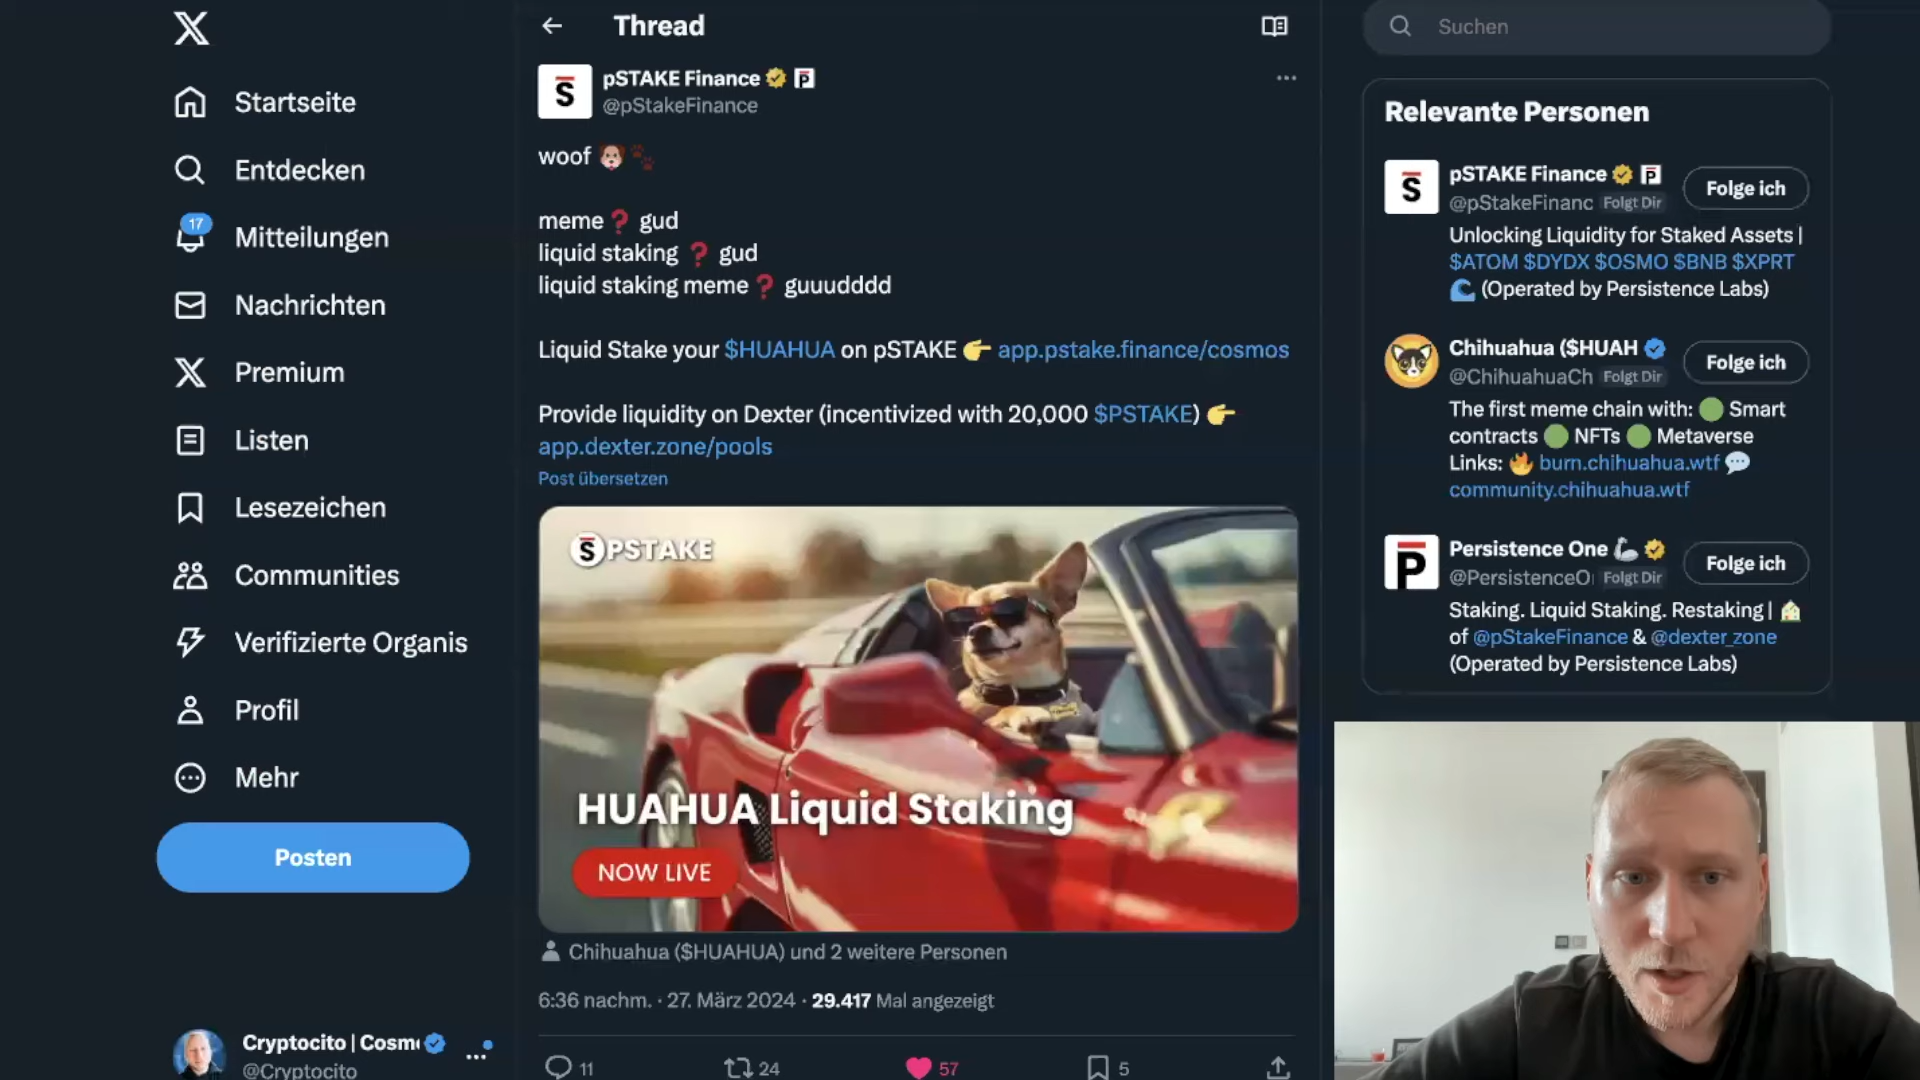 Startseite
Entdecken
17
Mitteilungen
Nachrichten
Premium
Listen
Lesezeichen
Communities
Verifizierte Organis
Profil
Mehr
Posten
Cryptocito | Cosm
@Cryptocito
Thread
pSTAKE Finance
@pStakeFinance
woof
meme❓ gud
liquid staking ❓ gud
liquid staking meme❓ guuudddd
Liquid Stake your $HUAHUA on pSTAKE 👉 app.pstake.finance/cosmos
Provide liquidity on Dexter (incentivized with 20,000 $PSTAKE) 👉
app.dexter.zone/pools
Post übersetzen
PSTAKE
HUAHUA Liquid Staking
NOW LIVE
Chihuahua ($HUAHUA) und 2 weitere Personen
6:36 nachm. · 27. März 2024 · 29.417 Mal angezeigt
11 24 57 5
Suchen
Relevante Personen
pSTAKE Finance
@pStakeFinanc Folgt Dir
Folge ich
Unlocking Liquidity for Staked Assets |
$ATOM $DYDX $OSMO $BNB $XPRT
🌊 (Operated by Persistence Labs)
Chihuahua ($HUAH
@ChihuahuaCh Folgt Dir
Folge ich
The first meme chain with: 🟢 Smart
contracts 🟢 NFTs 🟢 Metaverse
Links: 🔥 burn.chihuahua.wtf 💬
community.chihuahua.wtf
Persistence One
@PersistenceO Folgt Dir
Folge ich
Staking. Liquid Staking. Restaking | 🏠
of @pStakeFinance & @dexter_zone
(Operated by Persistence Labs)